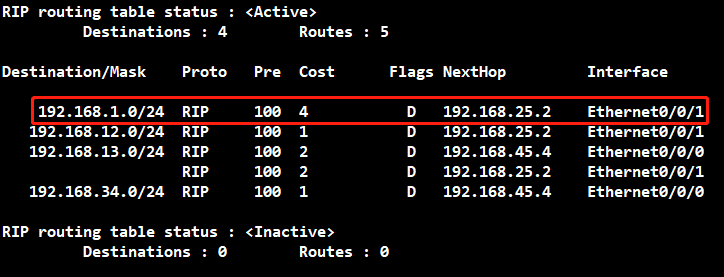 RIP routing table status : <Active>
Destinations : 4 Routes : 5
Destination/Mask Proto Pre Cost Flags NextHop Interface
192.168.1.0/24 RIP 100 4 D 192.168.25.2 Ethernet0/0/1
192.168.12.0/24 RIP 100 1 D 192.168.25.2 Ethernet0/0/1
192.168.13.0/24 RIP 100 2 D 192.168.45.4 Ethernet0/0/0
RIP 100 2 D 192.168.25.2 Ethernet0/0/1
192.168.34.0/24 RIP 100 1 D 192.168.45.4 Ethernet0/0/0
RIP routing table status : <Inactive>
Destinations : 0 Routes : 0